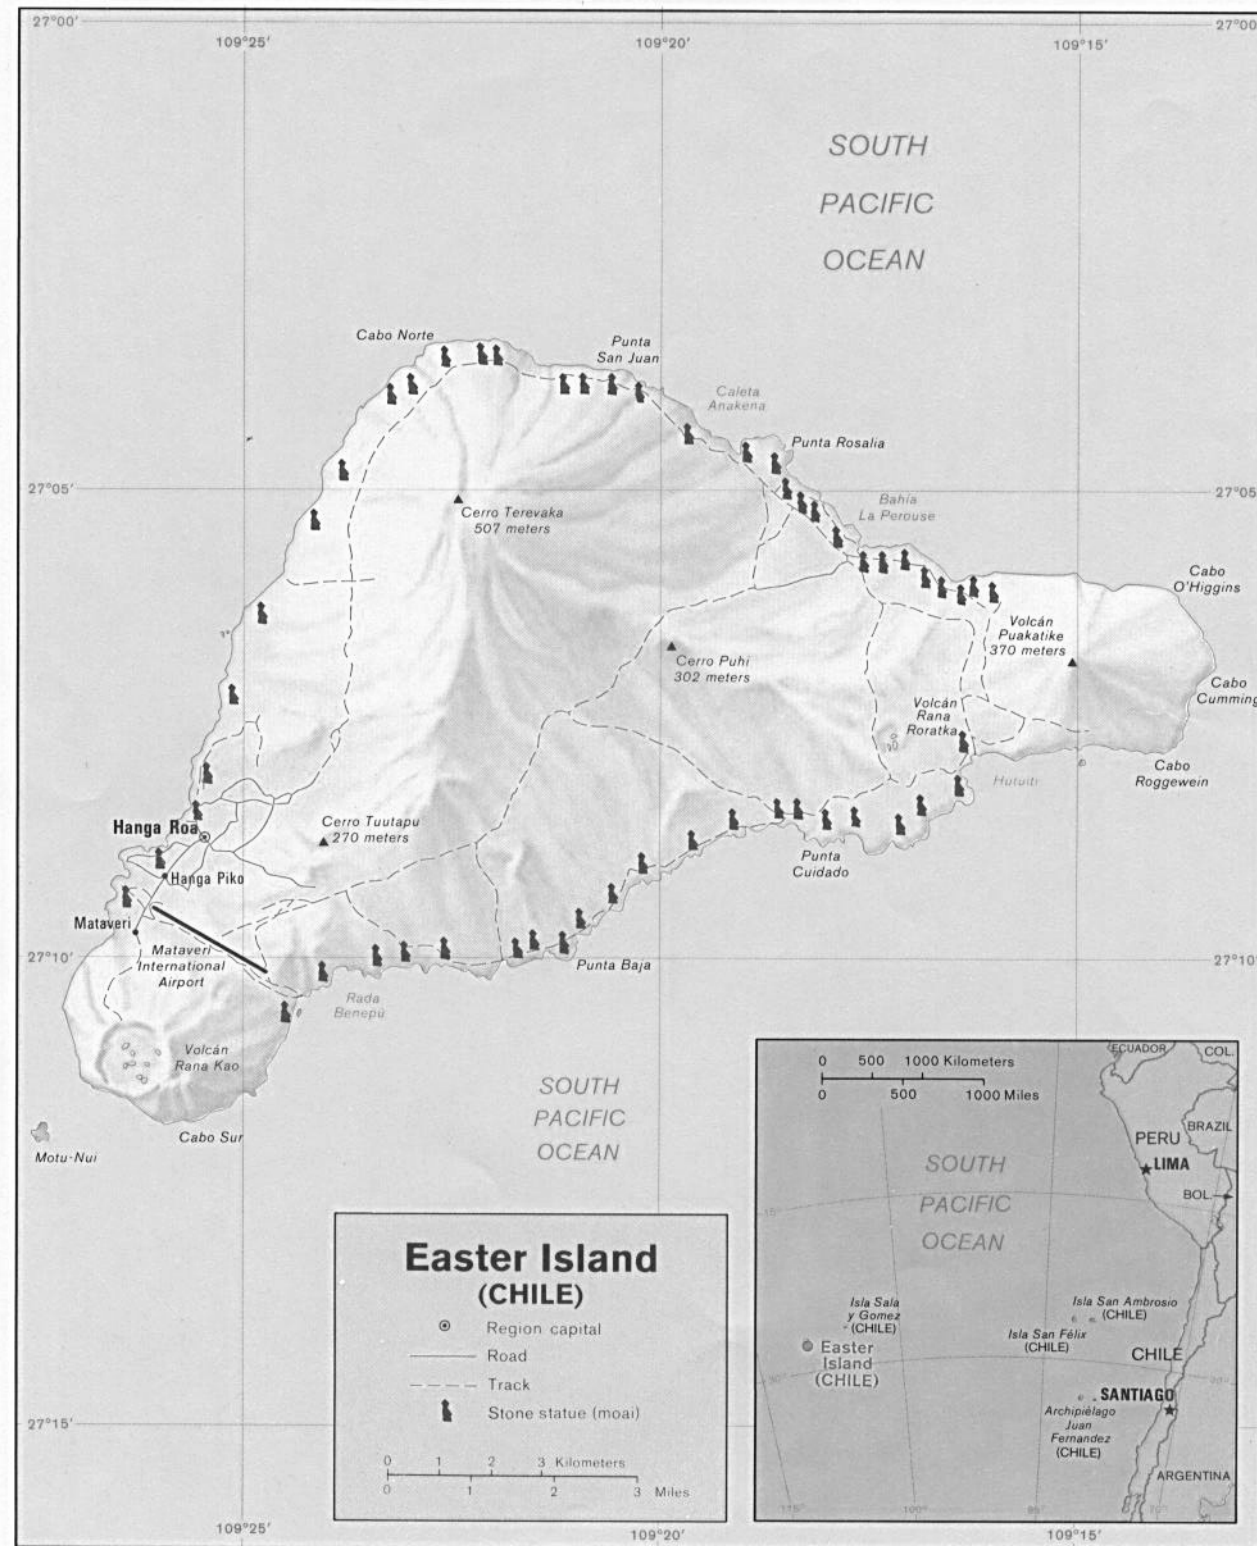 27°00'
27°00'
109°25'
109°20'
109°15'
SOUTH
PACIFIC
OCEAN
Cabo Norte
Punta
San Juan
Caleta
Anakena
Punta Rosalia
27°05'
27°05'
Bahía
La Perouse
Cerro Terevaka
507 meters
Cabo
O'Higgins
Volcán
Puakatike
370 meters
Cerro Puhi
302 meters
Cabo
Cumming
Volcán
Rana
Roratka
Cabo
Roggewein
Hutuiti
Hanga Roa
Cerro Tuutapu
270 meters
Punta
Cuidado
Hanga Piko
Mataveri
Mataveri
International
Airport
27°10'
27°10'
Punta Baja
Rada
Benepu
Volcán
Rana Kao
Cabo Sur
Motu-Nui
SOUTH
PACIFIC
OCEAN
Easter Island
(CHILE)
Region capital
Road
Track
Stone statue (moai)
0 1 2 3 Kilometers
0 1 2 3 Miles
27°15'
109°25'
109°20'
109°15'
0 500 1000 Kilometers
0 500 1000 Miles
ECUADOR
COL.
PERU
BRAZIL
LIMA
BOL.
SOUTH
PACIFIC
OCEAN
15
Isla Sala
y Gomez
(CHILE)
Isla San Ambrosio
(CHILE)
Isla San Félix
(CHILE)
Easter
Island
(CHILE)
CHILE
SANTIAGO
Archipiélago
Juan
Fernandez
(CHILE)
ARGENTINA